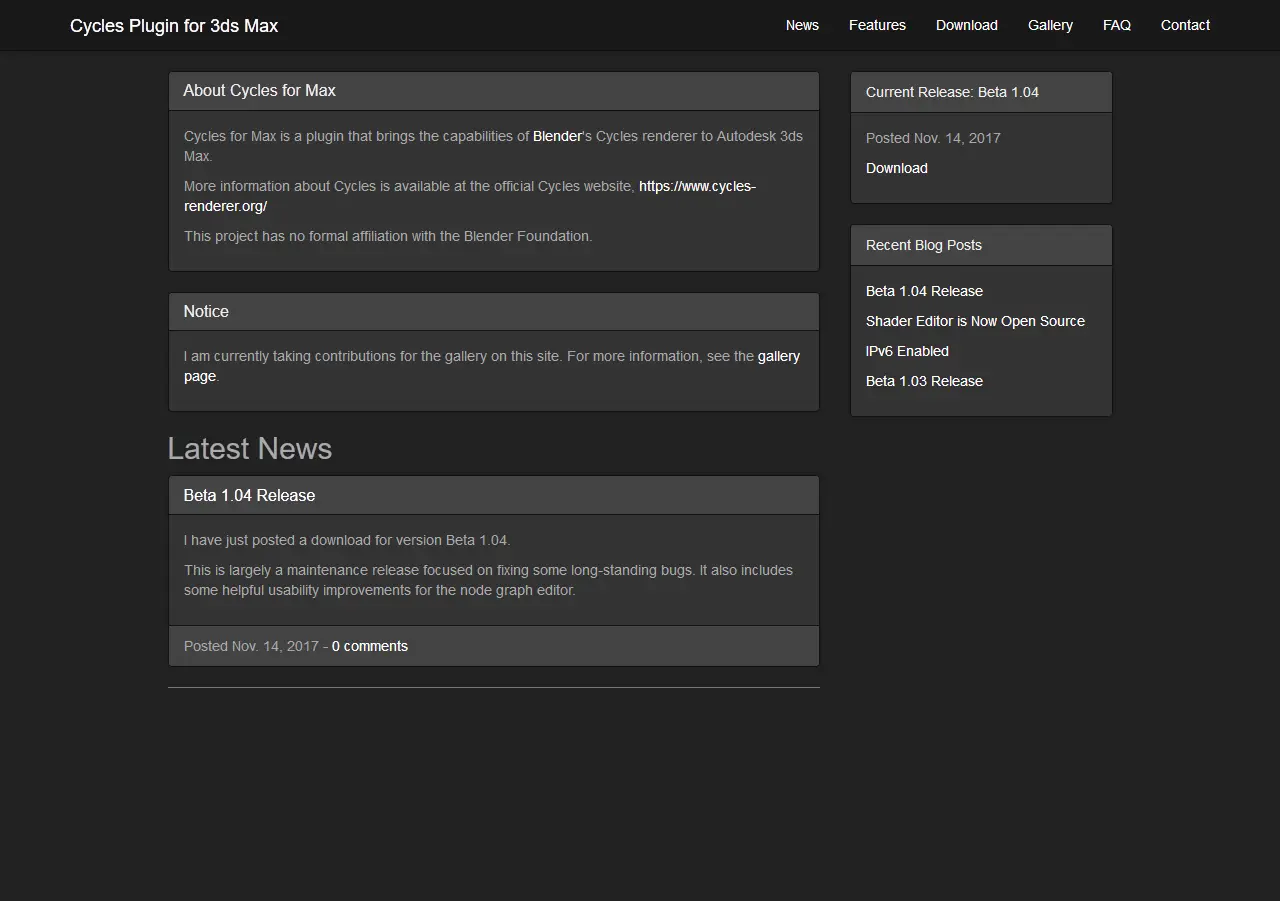 Cycles Plugin for 3ds Max
News Features Download Gallery FAQ Contact
About Cycles for Max
Cycles for Max is a plugin that brings the capabilities of Blender's Cycles renderer to Autodesk 3ds
Max.
More information about Cycles is available at the official Cycles website, https://www.cycles-
renderer.org/
This project has no formal affiliation with the Blender Foundation.
Notice
I am currently taking contributions for the gallery on this site. For more information, see the gallery
page.
Latest News
Beta 1.04 Release
I have just posted a download for version Beta 1.04.
This is largely a maintenance release focused on fixing some long-standing bugs. It also includes
some helpful usability improvements for the node graph editor.
Posted Nov. 14, 2017 - 0 comments
Current Release: Beta 1.04
Posted Nov. 14, 2017
Download
Recent Blog Posts
Beta 1.04 Release
Shader Editor is Now Open Source
IPv6 Enabled
Beta 1.03 Release